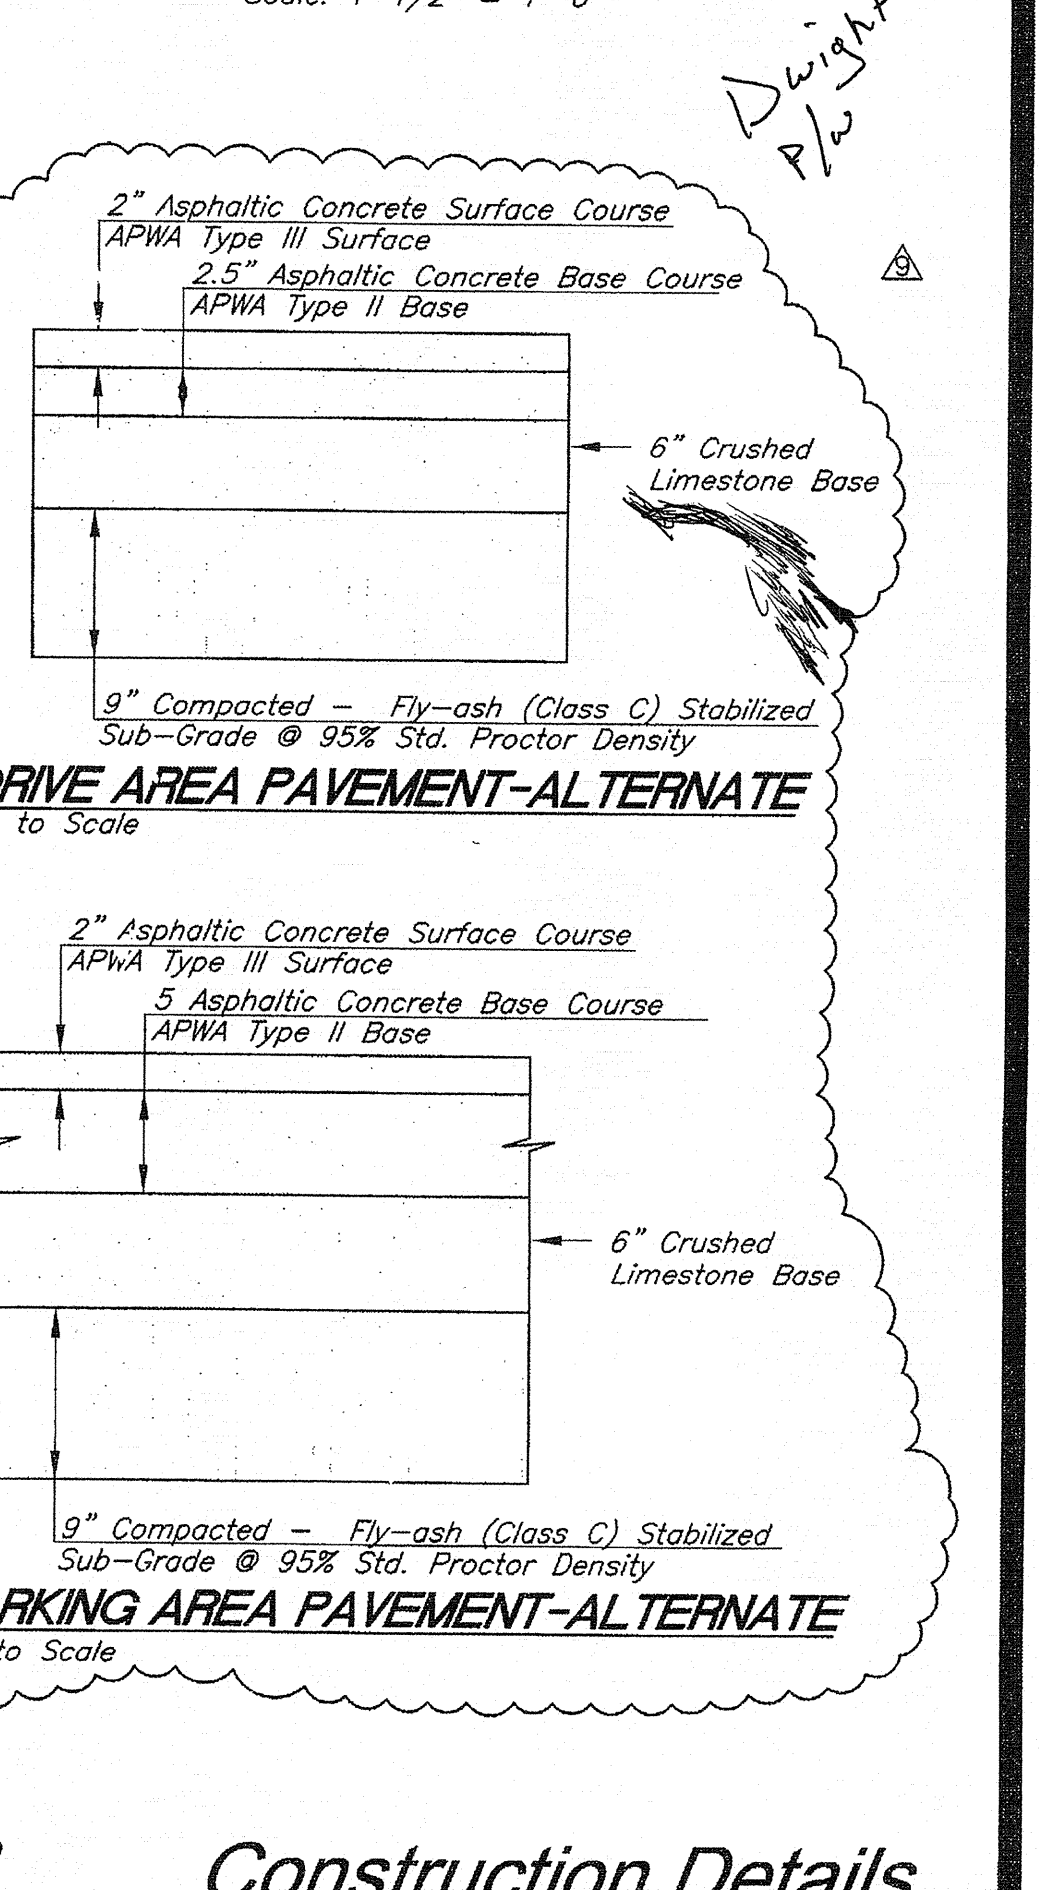 Dwight
P/W
2" Asphaltic Concrete Surface Course
APWA Type III Surface
9
2.5" Asphaltic Concrete Base Course
APWA Type II Base
6" Crushed
Limestone Base
9" Compacted - Fly-ash (Class C) Stabilized
Sub-Grade @ 95% Std. Proctor Density
DRIVE AREA PAVEMENT-ALTERNATE
to Scale
2" Asphaltic Concrete Surface Course
APWA Type III Surface
5 Asphaltic Concrete Base Course
APWA Type II Base
6" Crushed
Limestone Base
9" Compacted - Fly-ash (Class C) Stabilized
Sub-Grade @ 95% Std. Proctor Density
RKING AREA PAVEMENT-ALTERNATE
to Scale
Construction Details